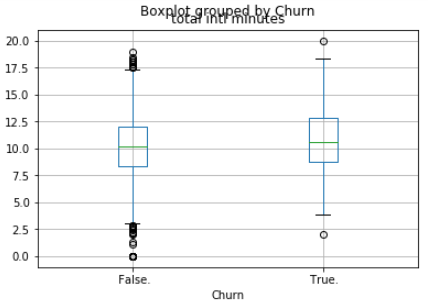 Boxplot grouped by Churn
total intl minutes
20.0
17.5
15.0
12.5
10.0
7.5
5.0
2.5
0.0
False.
True.
Churn